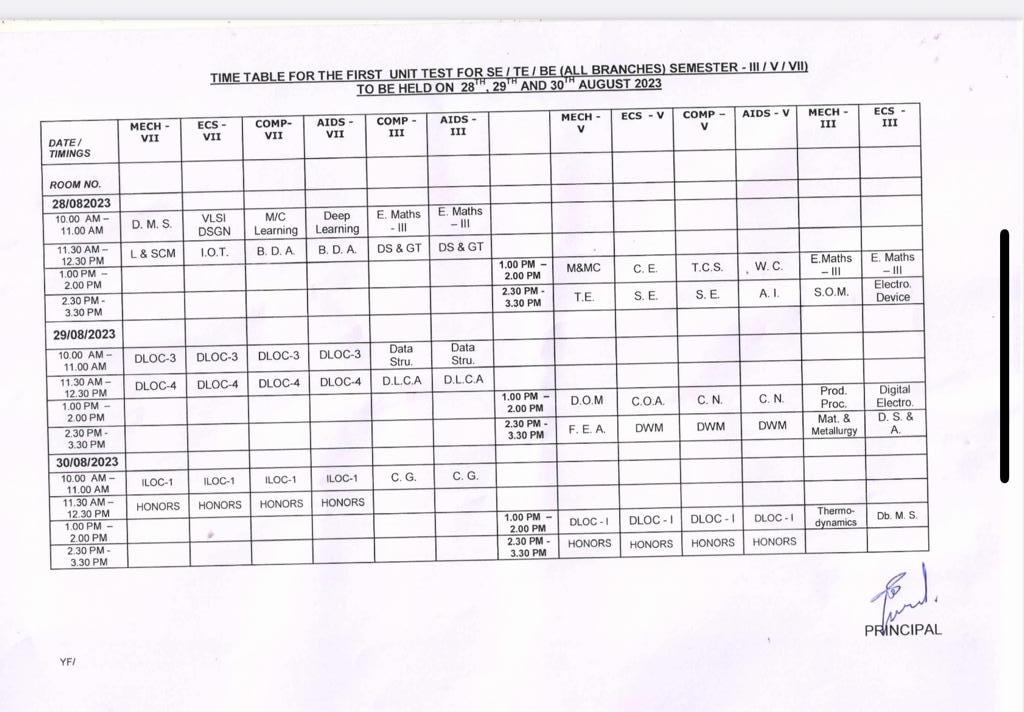 TIME TABLE FOR THE FIRST UNIT TEST FOR SE / TE / BE (ALL BRANCHES) SEMESTER - III / V / VII)
TO BE HELD ON 28TH, 29TH AND 30TH AUGUST 2023
DATE / TIMINGS MECH - VII ECS - VII COMP- VII AIDS - VII COMP - III AIDS - III MECH - V ECS - V COMP – V AIDS - V MECH - III ECS - III
ROOM NO.
28/082023
10.00 AM – 11.00 AM D. M. S. VLSI DSGN M/C Learning Deep Learning E. Maths - III E. Maths – III
11.30 AM – 12.30 PM L & SCM I.O.T. B. D. A. B. D. A. DS & GT DS & GT
1.00 PM – 2.00 PM 1.00 PM – 2.00 PM M&MC C. E. T.C.S. W. C. E.Maths – III E. Maths – III
2.30 PM - 3.30 PM 2.30 PM - 3.30 PM T.E. S. E. S. E. A. I. S.O.M. Electro. Device
29/08/2023
10.00 AM – 11.00 AM DLOC-3 DLOC-3 DLOC-3 DLOC-3 Data Stru. Data Stru.
11.30 AM – 12.30 PM DLOC-4 DLOC-4 DLOC-4 DLOC-4 D.L.C.A D.L.C.A
1.00 PM – 2.00 PM 1.00 PM – 2.00 PM D.O.M C.O.A. C. N. C. N. Prod. Proc. Digital Electro.
2.30 PM - 3.30 PM 2.30 PM - 3.30 PM F. E. A. DWM DWM DWM Mat. & Metallurgy D. S. & A.
30/08/2023
10.00 AM – 11.00 AM ILOC-1 ILOC-1 ILOC-1 ILOC-1 C. G. C. G.
11.30 AM – 12.30 PM HONORS HONORS HONORS HONORS
1.00 PM – 2.00 PM 1.00 PM – 2.00 PM DLOC - I DLOC - I DLOC - I DLOC - I Thermo- dynamics Db. M. S.
2.30 PM - 3.30 PM 2.30 PM - 3.30 PM HONORS HONORS HONORS HONORS
PRINCIPAL
YF/